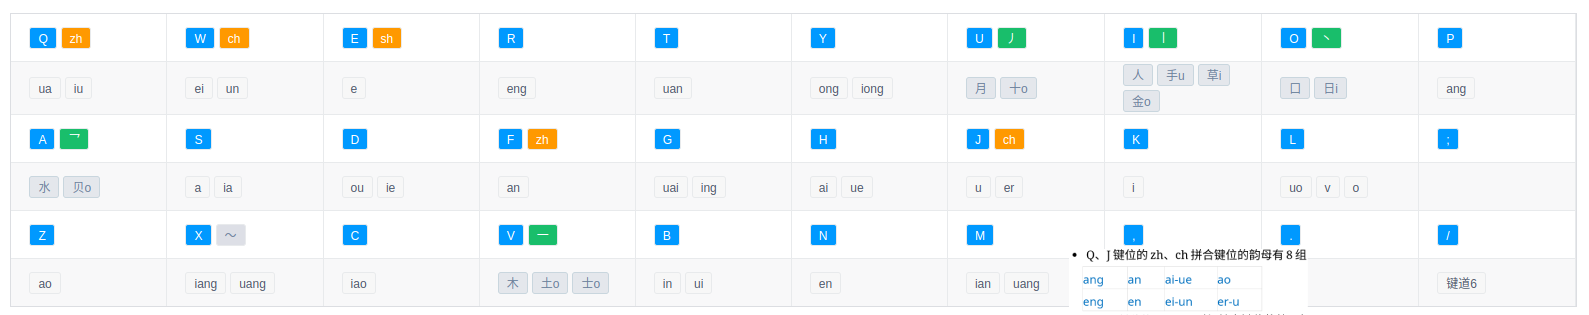 Q zh W ch E sh R T Y U 丿 I 丨 O 丶 P
ua iu ei un e eng uan ong iong 月 十o 人 手u 草i ang
金o 口 日i
A 乛 S D F zh G H J ch K L ;
水 贝o a ia ou ie an uai ing ai ue u er i uo v o
Z X ～ C V 一 B N M , . /
• Q、J 键位的 zh、ch 拼合键位的韵母有 8 组
ao iang uang iao 木 土o 士o in ui en ian uang 键道6
ang an ai-ue ao
eng en ei-un er-u